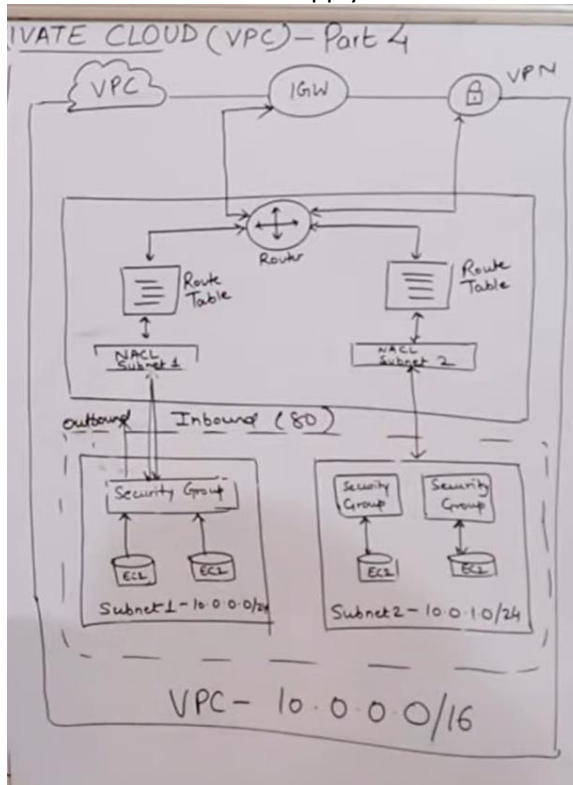 IVATE CLOUD (VPC) - Part 4
VPC
IGW
VPN
Router
Route
Table
Route
Table
NACL
Subnet 1
NACL
Subnet 2
outbound
Inbound (80)
Security Group
Security
Group
Security
Group
EC2
EC2
EC2
EC2
Subnet 1 - 10.0.0.0/24
Subnet 2 - 10.0.1.0/24
VPC - 10.0.0.0/16